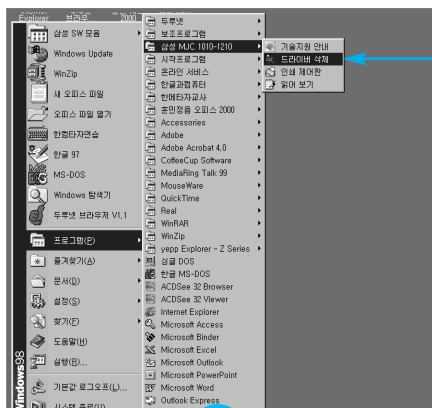 Explorer 브라우... 2000
삼성 SW 모음
Windows Update
WinZip
새 오피스 파일
오피스 파일 열기
한컴타자연습
한글 97
MS-DOS
Windows 탐색기
두루넷 브라우저 V1.1
프로그램(P)
즐겨찾기(A)
문서(D)
설정(S)
찾기(F)
도움말(H)
실행(R)...
기본값 로그오프(L)...
시스템 종료(U)...
Windows98
두루넷
보조프로그램
삼성 MJC 1010-1210
시작프로그램
온라인 서비스
한글과컴퓨터
한메타자교사
훈민정음 오피스 2000
Accessories
Adobe
Adobe Acrobat 4.0
CoffeeCup Software
MediaRing Talk 99
MouseWare
QuickTime
Real
WinRAR
WinZip
yepp Explorer - Z Series
싱글 DOS
한글 MS-DOS
ACDSee 32 Browser
ACDSee 32 Viewer
Internet Explorer
Microsoft Access
Microsoft Binder
Microsoft Excel
Microsoft Outlook
Microsoft PowerPoint
Microsoft Word
Outlook Express
기술지원 안내
드라이버 삭제
인쇄 제어판
읽어 보기